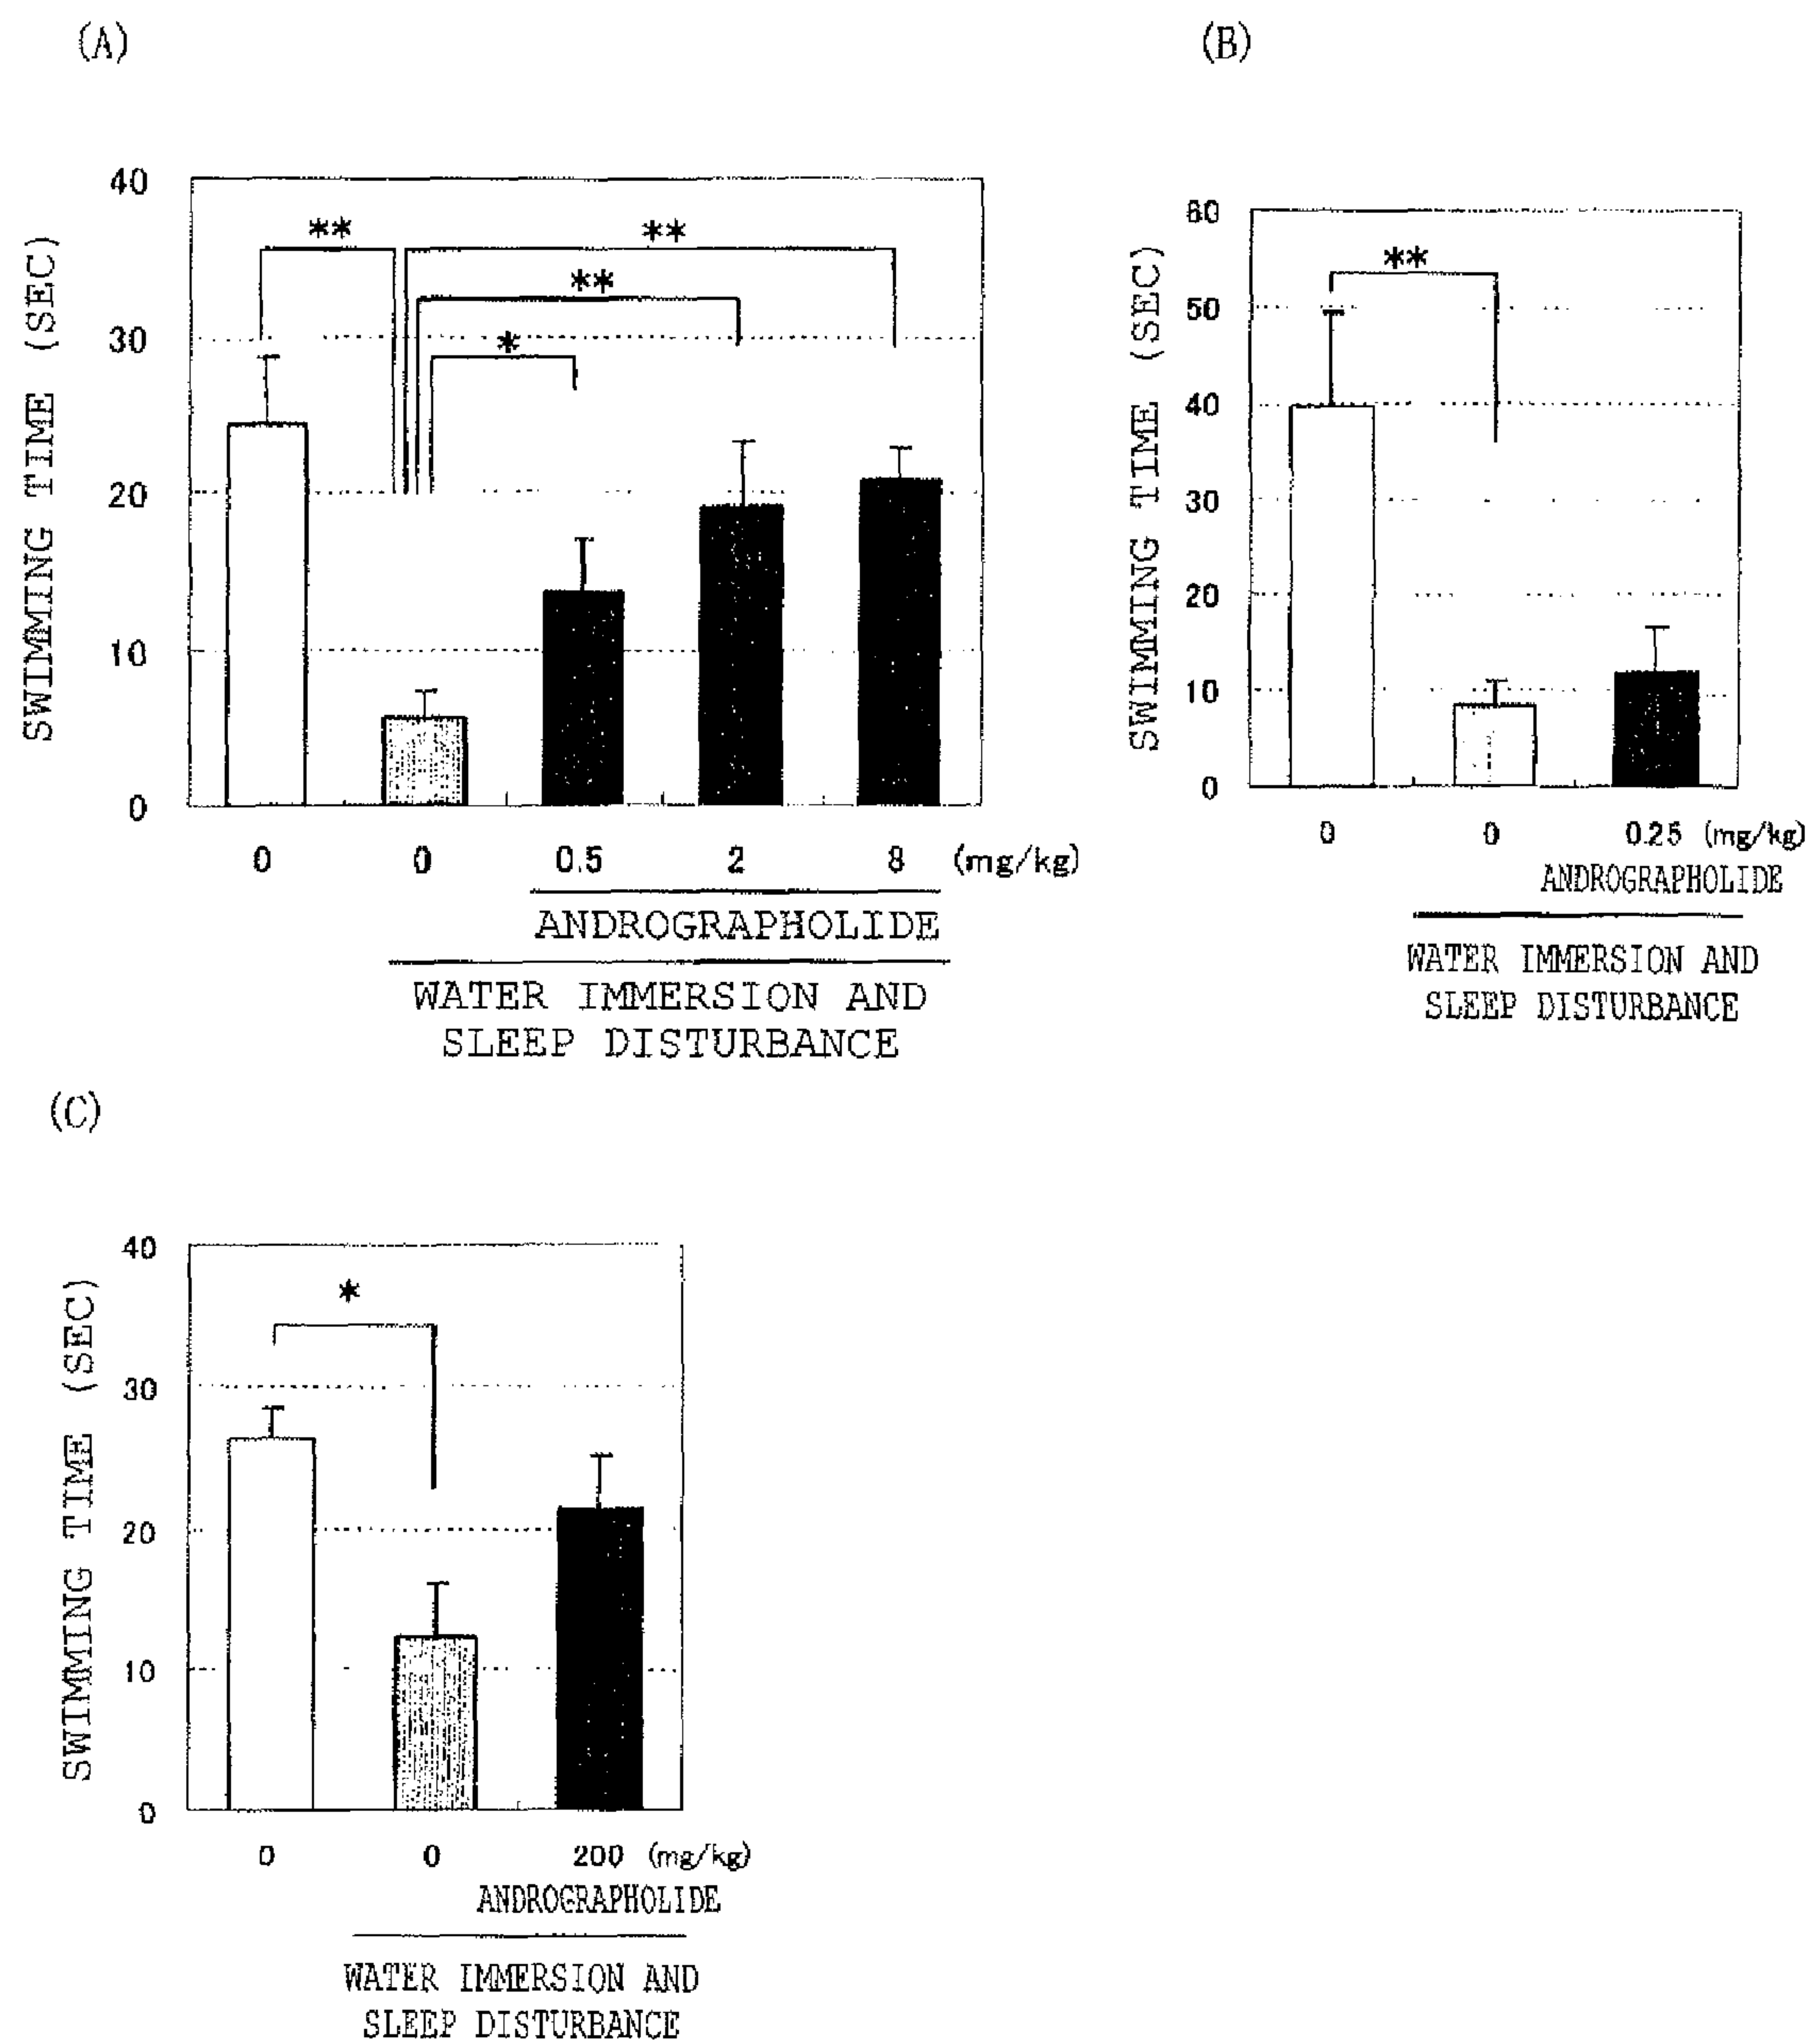 (A)
SWIMMING TIME (SEC)
40
30
20
10
0
**
**
**
*
0 0 0.5 2 8 (mg/kg)
ANDROGRAPHOLIDE
WATER IMMERSION AND
SLEEP DISTURBANCE
(B)
SWIMMING TIME (SEC)
60
50
40
30
20
10
0
**
0 0 0.25 (mg/kg)
ANDROGRAPHOLIDE
WATER IMMERSION AND
SLEEP DISTURBANCE
(C)
SWIMMING TIME (SEC)
40
30
20
10
0
*
0 0 200 (mg/kg)
ANDROGRAPHOLIDE
WATER IMMERSION AND
SLEEP DISTURBANCE